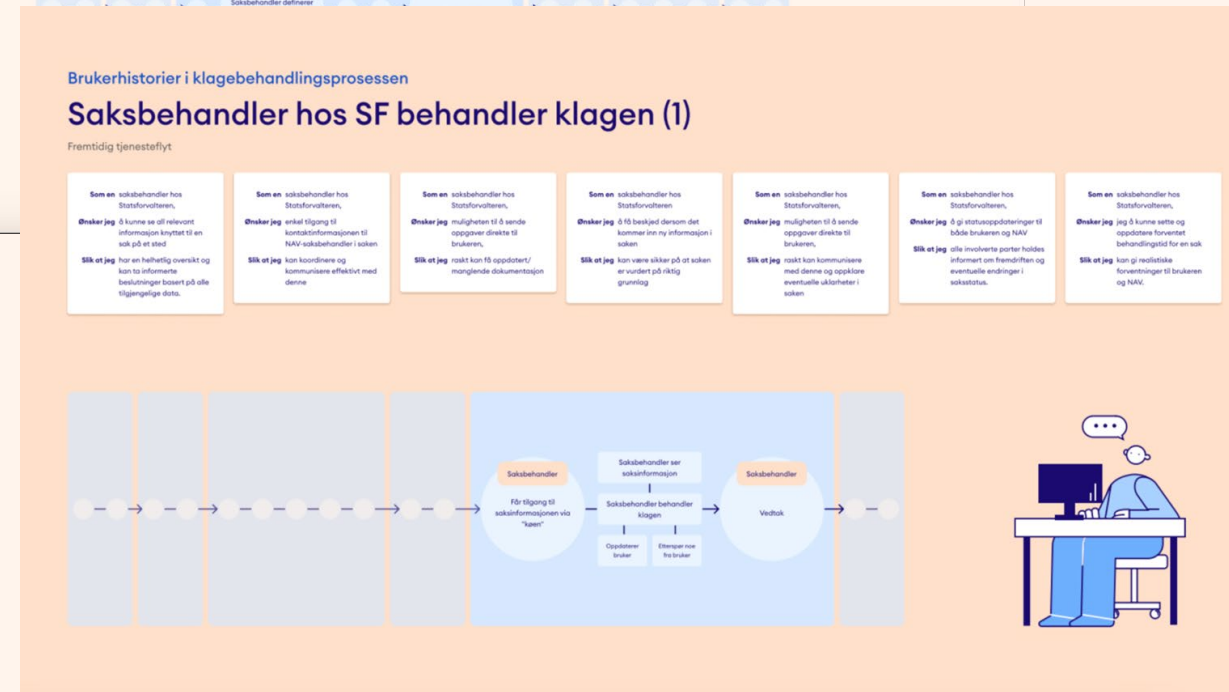 Saksbehandler definerer
Brukerhistorier i klagebehandlingsprosessen
Saksbehandler hos SF behandler klagen (1)
Fremtidig tjenesteflyt
Som en saksbehandler hos
Statsforvalteren,
Ønsker jeg å kunne se all relevant
informasjon knyttet til en
sak på et sted
Slik at jeg har en helhetlig oversikt og
kan ta informerte
beslutninger basert på alle
tilgjengelige data.
Som en saksbehandler hos
Statsforvalteren,
Ønsker jeg enkel tilgang til
kontaktinformasjonen til
NAV-saksbehandler i saken
Slik at jeg kan koordinere og
kommunisere effektivt med
denne
Som en saksbehandler hos
Statsforvalteren,
Ønsker jeg muligheten til å sende
oppgaver direkte til
brukeren,
Slik at jeg raskt kan få oppdatert/
manglende dokumentasjon
Som en saksbehandler hos
Statsforvalteren,
Ønsker jeg å få beskjed dersom det
kommer inn ny informasjon i
saken
Slik at jeg kan være sikker på at saken
er vurdert på riktig
grunnlag
Som en saksbehandler hos
Statsforvalteren,
Ønsker jeg muligheten til å sende
oppgaver direkte til
brukeren,
Slik at jeg raskt kan kommunisere
med denne og oppklare
eventuelle uklarheter i
saken
Som en saksbehandler hos
Statsforvalteren,
Ønsker jeg å gi statusoppdateringer til
både brukeren og NAV
Slik at jeg alle involverte parter holdes
informert om fremdriften og
eventuelle endringer i
saksstatus.
Som en saksbehandler hos
Statsforvalteren,
Ønsker jeg jeg å kunne sette og
oppdatere forventet
behandlingstid for en sak
Slik at jeg kan gi realistiske
forventninger til brukeren
og NAV.
Saksbehandler
Får tilgang til
saksinformasjonen via
"køen"
Saksbehandler ser
saksinformasjon
Saksbehandler behandler
klagen
Oppdaterer
bruker
Etterspør noe
fra bruker
Saksbehandler
Vedtak